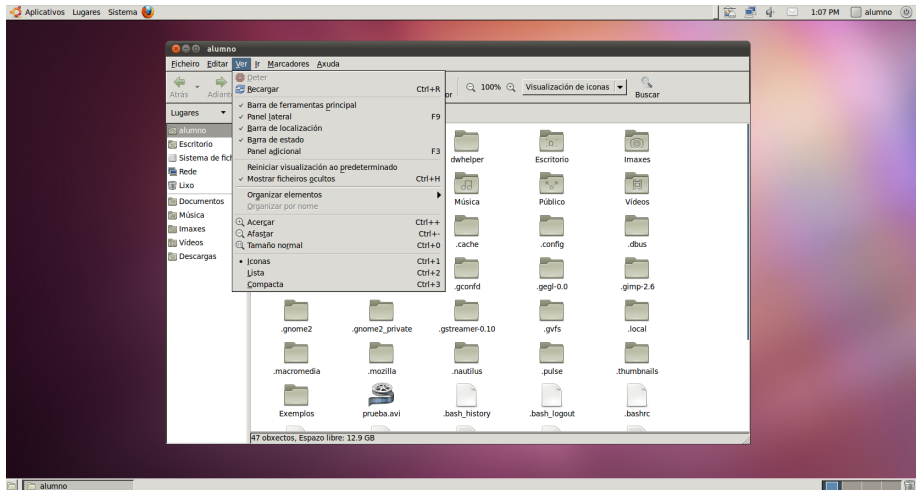 Aplicativos Lugares Sistema 1:07 PM alumno
alumno
Ficheiro Editar Ver Ir Marcadores Axuda
Atrás Adiante or 100% Visualización de iconas Buscar
Deter
Recargar Ctrl+R
Barra de ferramentas principal
Panel lateral F9
Barra de localización
Barra de estado
Panel adicional F3
Reiniciar visualización ao predeterminado
Mostrar ficheiros ocultos Ctrl+H
Organizar elementos
Organizar por nome
Acercar Ctrl++
Afastar Ctrl+-
Tamaño normal Ctrl+0
Iconas Ctrl+1
Lista Ctrl+2
Compacta Ctrl+3
Lugares
alumno
Escritorio
Sistema de fich
Rede
Lixo
Documentos
Música
Imaxes
Vídeos
Descargas
dwhelper Escritorio Imaxes
Música Público Vídeos
.cache .config .dbus
.gconfd .gegl-0.0 .gimp-2.6
.gnome2 .gnome2_private .gstreamer-0.10 .gvfs .local
.macromedia .mozilla .nautilus .pulse .thumbnails
Exemplos prueba.avi .bash_history .bash_logout .bashrc
47 obxectos, Espazo libre: 12.9 GB
alumno